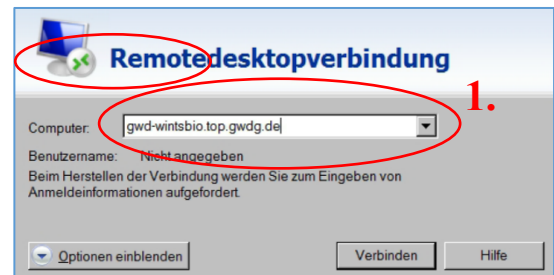 Remotedesktopverbindung
1.
Computer: gwd-wintsbio.top.gwdg.de
Benutzername: Nicht angegeben
Beim Herstellen der Verbindung werden Sie zum Eingeben von
Anmeldeinformationen aufgefordert.
Optionen einblenden Verbinden Hilfe